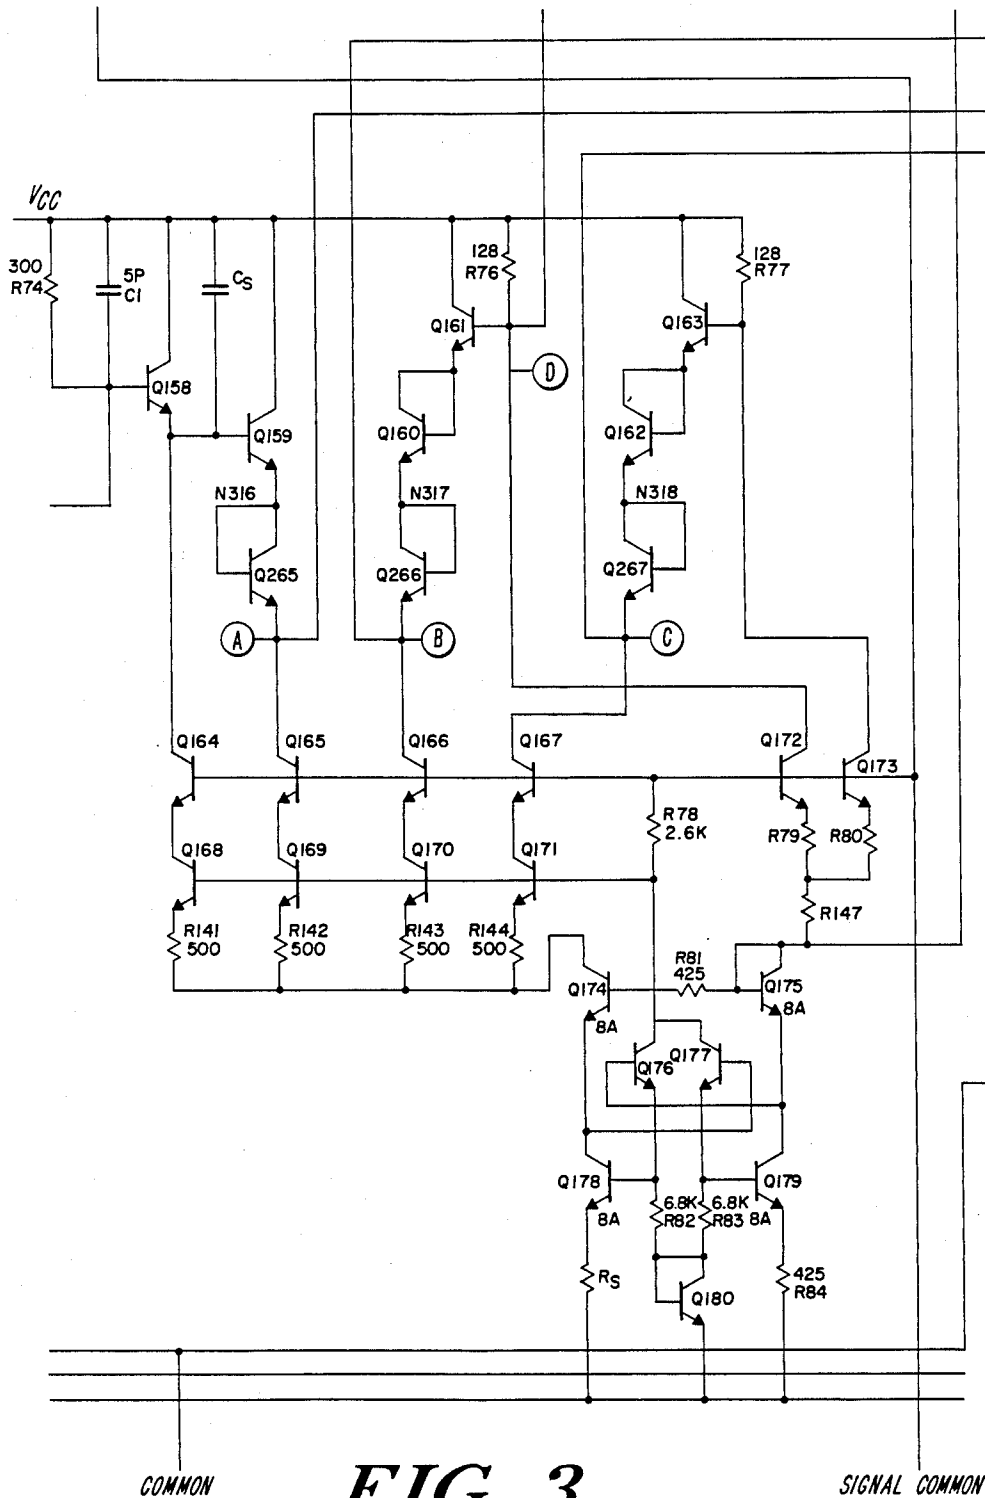 VCC
300
R74
5P
C1
CS
Q158
Q159
128
R76
Q161
128
R77
Q163
D
Q160
Q162
N316
N317
N318
Q265
Q266
Q267
A
B
C
Q164
Q165
Q166
Q167
Q172
Q173
R78
2.6K
R79
R80
Q168
Q169
Q170
Q171
R147
R141
500
R142
500
R143
500
R144
500
R81
425
Q174
8A
Q175
8A
Q176
Q177
Q178
8A
Q179
8A
6.8K
R82
6.8K
R83
RS
Q180
425
R84
COMMON
FIG. 3
SIGNAL COMMON